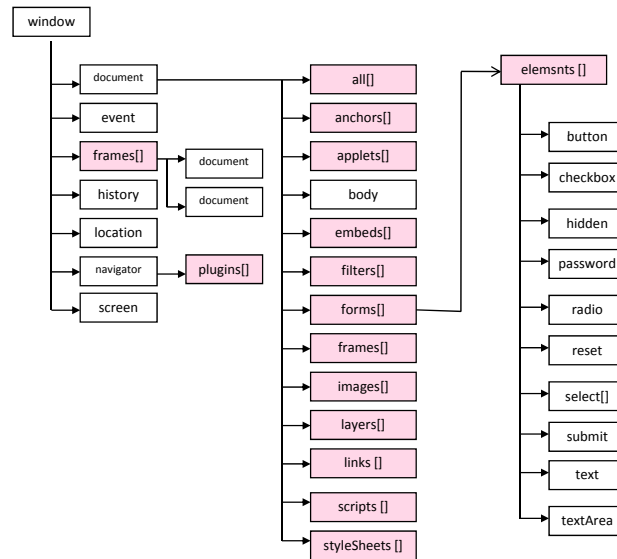 window
document
event
frames[]
document
document
history
location
navigator
plugins[]
screen
all[]
anchors[]
applets[]
body
embeds[]
filters[]
forms[]
frames[]
images[]
layers[]
links []
scripts []
styleSheets []
elemsnts []
button
checkbox
hidden
password
radio
reset
select[]
submit
text
textArea